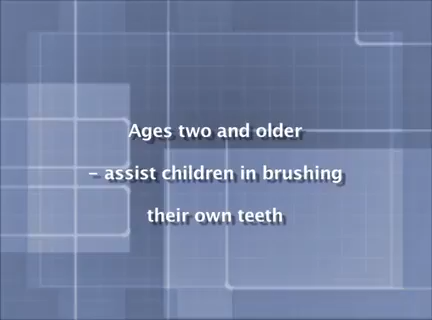 Ages two and older
- assist children in brushing
their own teeth